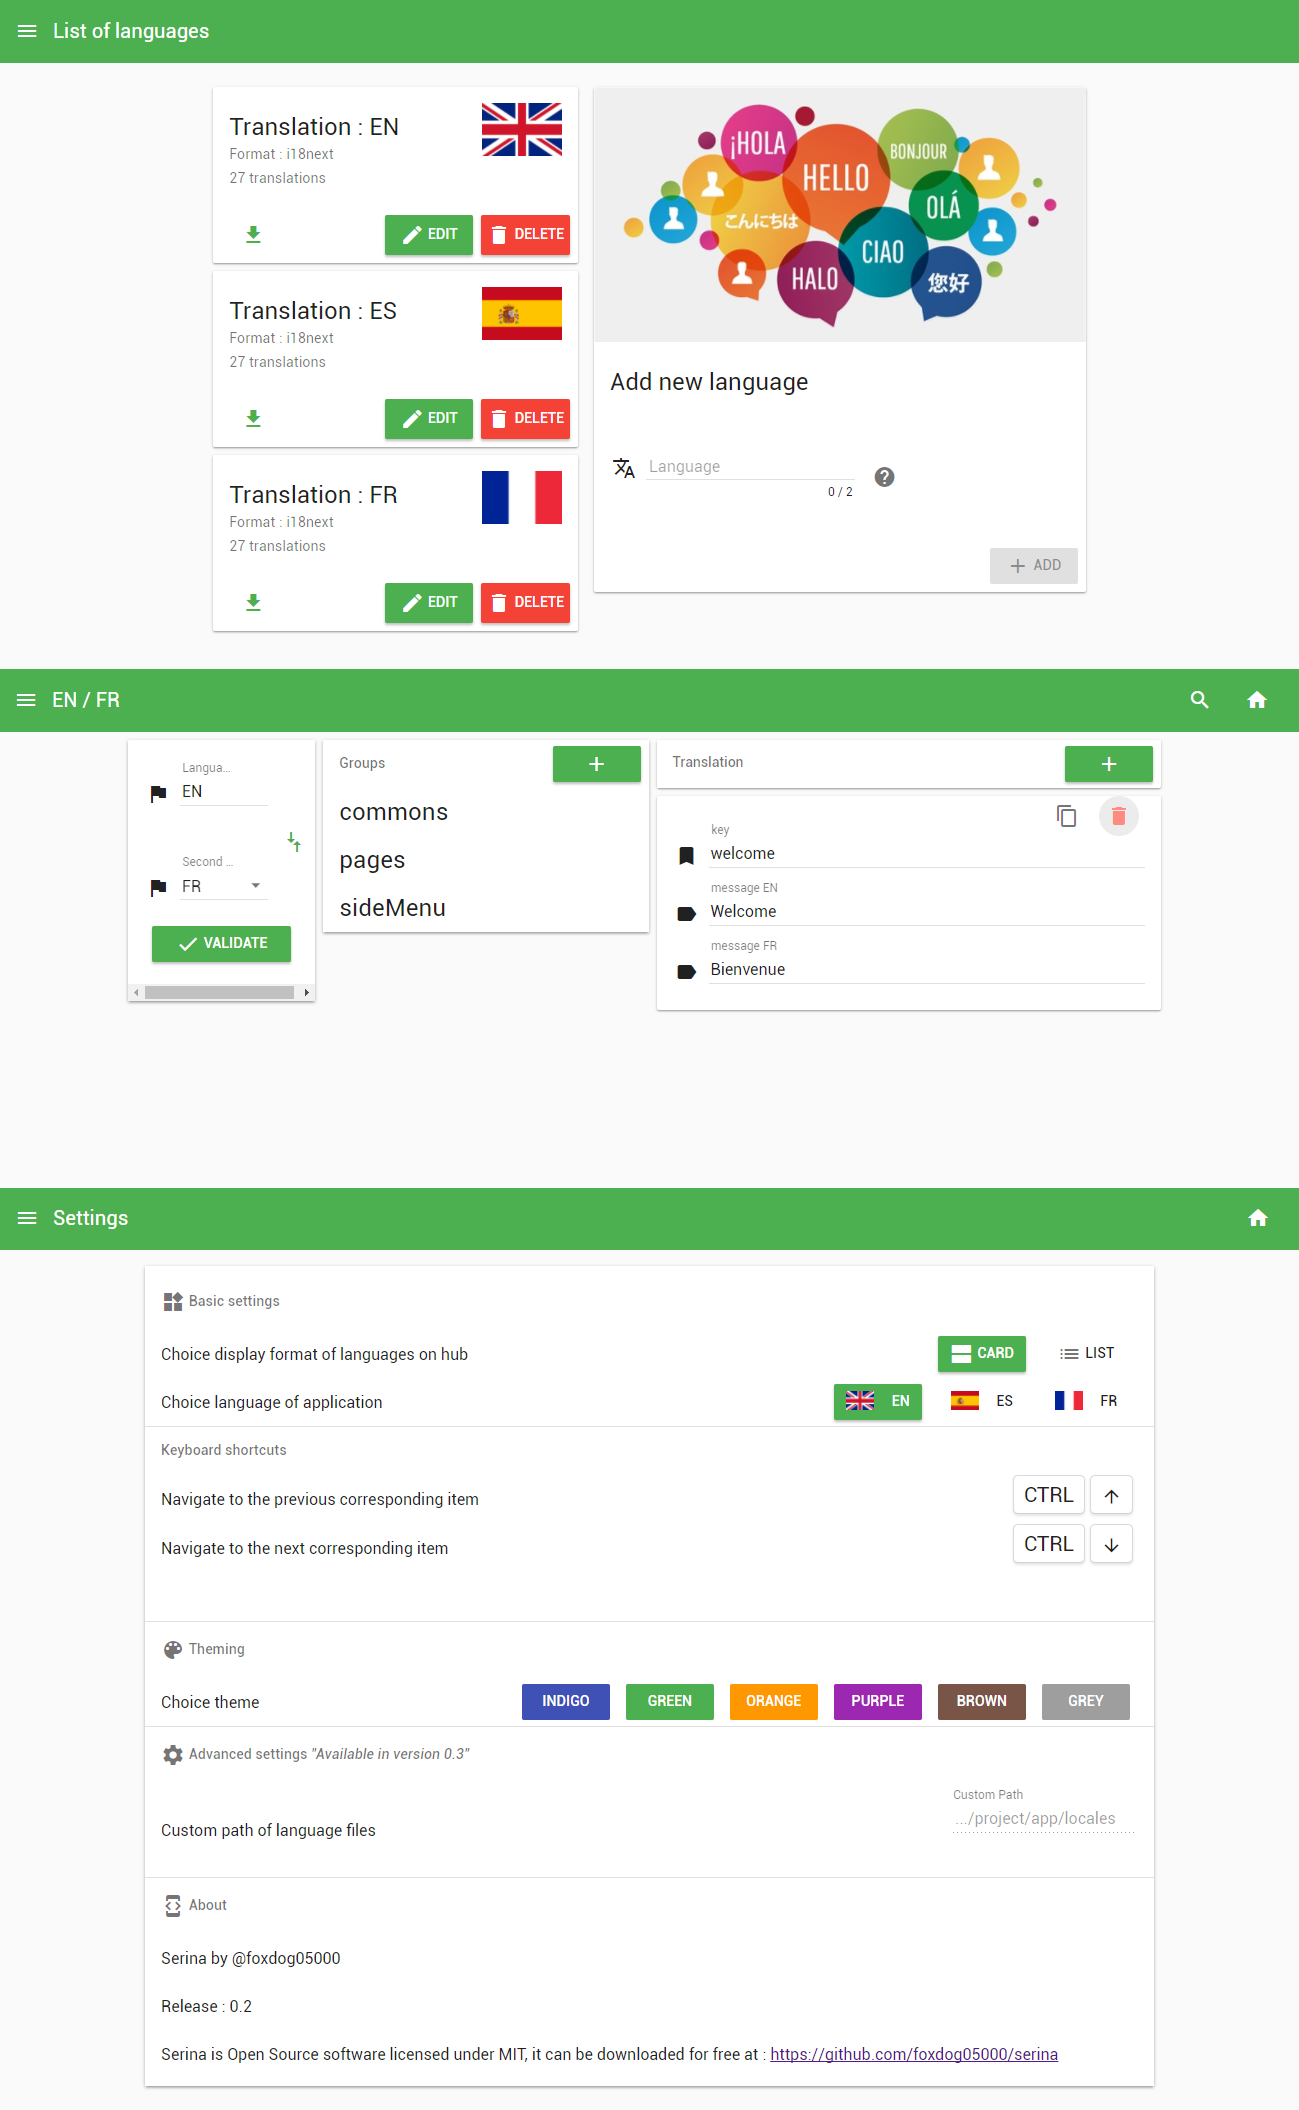 List of languages
Translation : EN
Format : i18next
27 translations
EDIT
DELETE
Translation : ES
Format : i18next
27 translations
EDIT
DELETE
Translation : FR
Format : i18next
27 translations
EDIT
DELETE
¡HOLA
HELLO
BONJOUR
こんにちは
OLÁ
CIAO
HALO
您好
Add new language
Language
0 / 2
ADD
EN / FR
Langua...
EN
Second ...
FR
VALIDATE
Groups
commons
pages
sideMenu
Translation
key
welcome
message EN
Welcome
message FR
Bienvenue
Settings
Basic settings
Choice display format of languages on hub
CARD
LIST
Choice language of application
EN
ES
FR
Keyboard shortcuts
Navigate to the previous corresponding item
CTRL
Navigate to the next corresponding item
CTRL
Theming
Choice theme
INDIGO
GREEN
ORANGE
PURPLE
BROWN
GREY
Advanced settings "Available in version 0.3"
Custom path of language files
Custom Path
.../project/app/locales
About
Serina by @foxdog05000
Release : 0.2
Serina is Open Source software licensed under MIT, it can be downloaded for free at : https://github.com/foxdog05000/serina